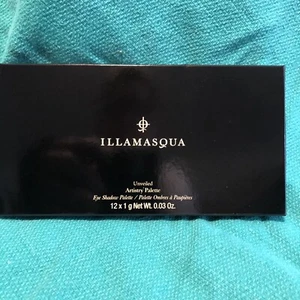 ILLAMASQUA
Unveiled
Artistry Palette
Eye Shadow Palette / Palette Ombres à Paupières
12 x 1 g Net Wt. 0.03 Oz.